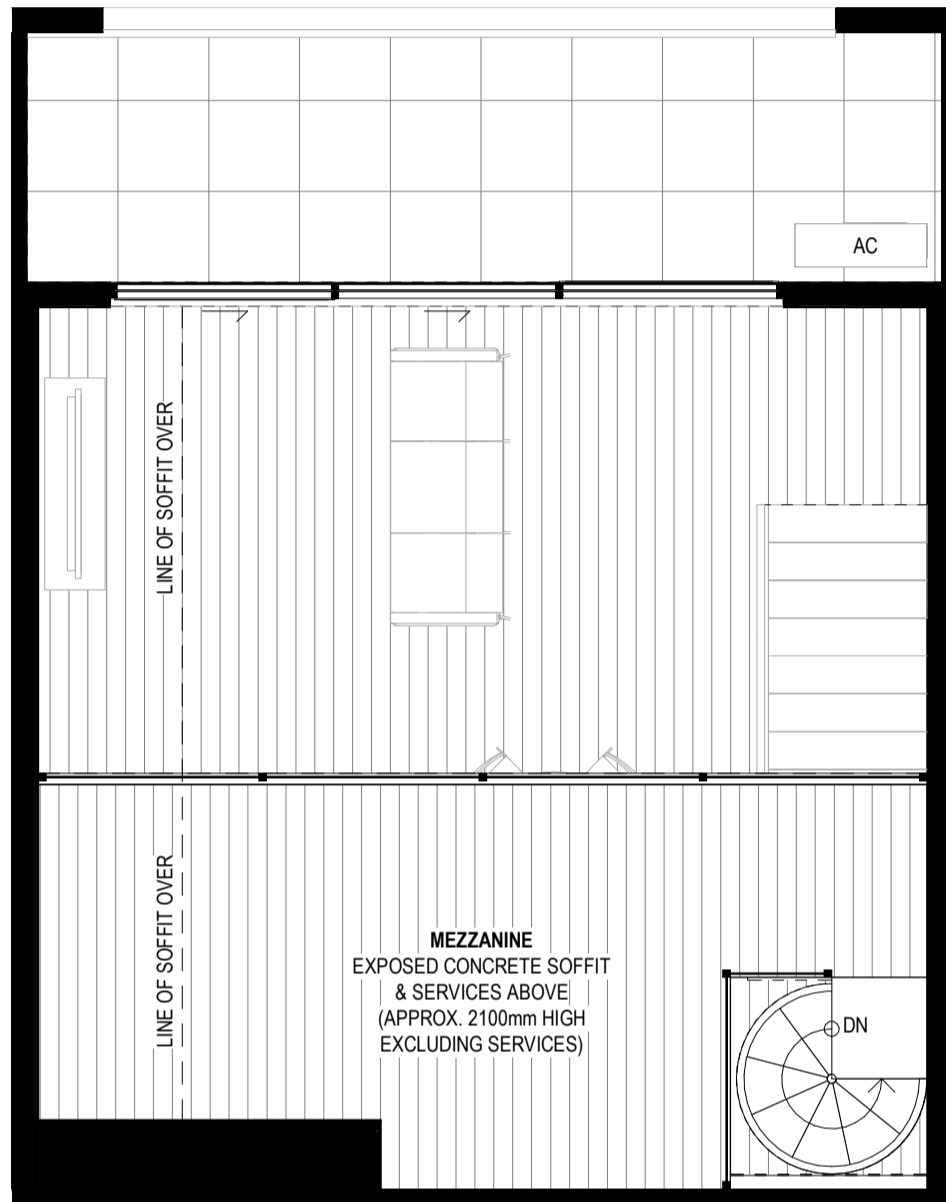 AC
LINE OF SOFFIT OVER
LINE OF SOFFIT OVER
MEZZANINE
EXPOSED CONCRETE SOFFIT
& SERVICES ABOVE
(APPROX. 2100mm HIGH
EXCLUDING SERVICES)
DN